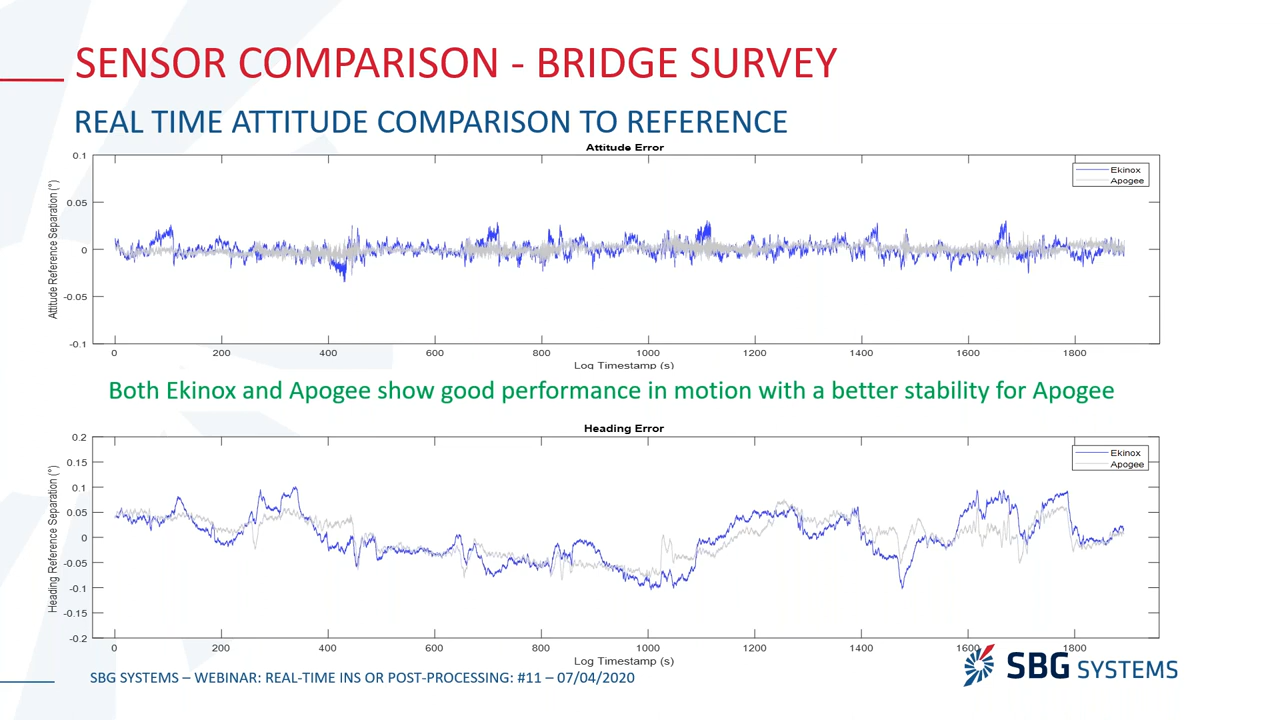 SENSOR COMPARISON - BRIDGE SURVEY
REAL TIME ATTITUDE COMPARISON TO REFERENCE
Attitude Error
Attitude Reference Separation (°)
0.1
0.05
0
-0.05
-0.1
Ekinox
Apogee
0 200 400 600 800 1000 1200 1400 1600 1800
Log Timestamp (s)
Both Ekinox and Apogee show good performance in motion with a better stability for Apogee
Heading Error
Heading Reference Separation (°)
0.2
0.15
0.1
0.05
0
-0.05
-0.1
-0.15
-0.2
Ekinox
Apogee
0 200 400 600 800 1000 1200 1400 1600 1800
Log Timestamp (s)
SBG SYSTEMS – WEBINAR: REAL-TIME INS OR POST-PROCESSING: #11 – 07/04/2020
SBG SYSTEMS